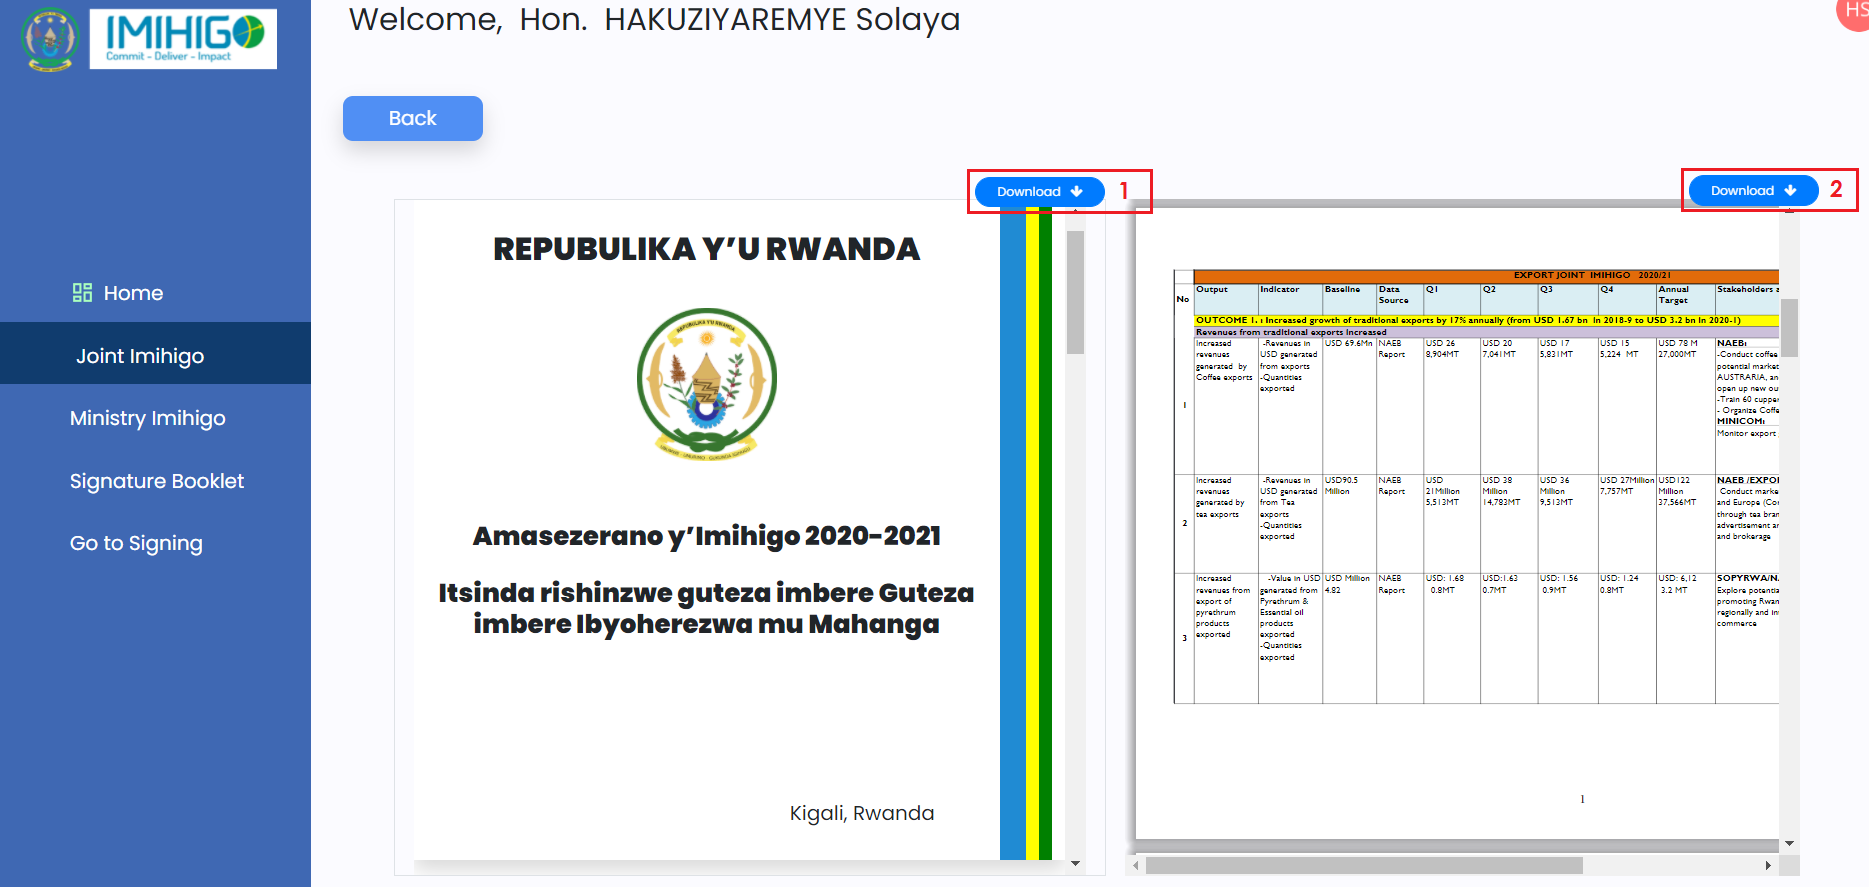 IMIHIGO
Commit - Deliver - Impact
Welcome, Hon. HAKUZIYAREMYE Solaya
HS
Back
Home
Joint Imihigo
Ministry Imihigo
Signature Booklet
Go to Signing
Download 1
REPUBULIKA Y'U RWANDA
REPUBULIKA Y'U RWANDA
UBUMWE - UMURIMO - GUKUNDA IGIHUGU
Amasezerano y'Imihigo 2020-2021
Itsinda rishinzwe guteza imbere Guteza
imbere Ibyoherezwa mu Mahanga
Kigali, Rwanda
Download 2
EXPORT JOINT IMIHIGO 2020/21
No
Output
Indicator
Baseline
Data
Source
Q1
Q2
Q3
Q4
Annual
Target
Stakeholders a
OUTCOME 1. : Increased growth of traditional exports by 17% annually (from USD 1.67 bn in 2018-9 to USD 3.2 bn in 2020-1)
Revenues from traditional exports increased
1
Increased
revenues
generated by
Coffee exports
-Revenues in
USD generated
from exports
-Quantities
exported
USD 69.6Mn
NAEB
Report
USD 26
8,904MT
USD 20
7,041MT
USD 17
5,831MT
USD 15
5,224 MT
USD 78 M
27,000MT
NAEB:
-Conduct coffee
potential market
AUSTRARIA, an
open up new ou
-Train 60 cupper
- Organize Coffe
MINICOM:
Monitor export
2
Increased
revenues
generated by
tea exports
-Revenues in
USD generated
from Tea
exports
-Quantities
exported
USD90.5
Million
NAEB
Report
USD
21Million
5,513MT
USD 38
Million
14,783MT
USD 36
Million
9,513MT
USD 27Million
7,757MT
USD122
Million
37,566MT
NAEB /EXPOI
Conduct marke
and Europe (Co
through tea bran
advertisement ar
and brokerage
3
Increased
revenues from
export of
pyrethrum
products
exported
-Value in USD
generated from
Pyrethrum &
Essential oil
products
exported
-Quantities
exported
USD Million
4.82
NAEB
Report
USD: 1.68
0.8MT
USD:1.63
0.7MT
USD: 1.56
0.9MT
USD: 1.24
0.8MT
USD: 6,12
3.2 MT
SOPYRWA/N.
Explore potentia
promoting Rwan
regionally and in
commerce
1